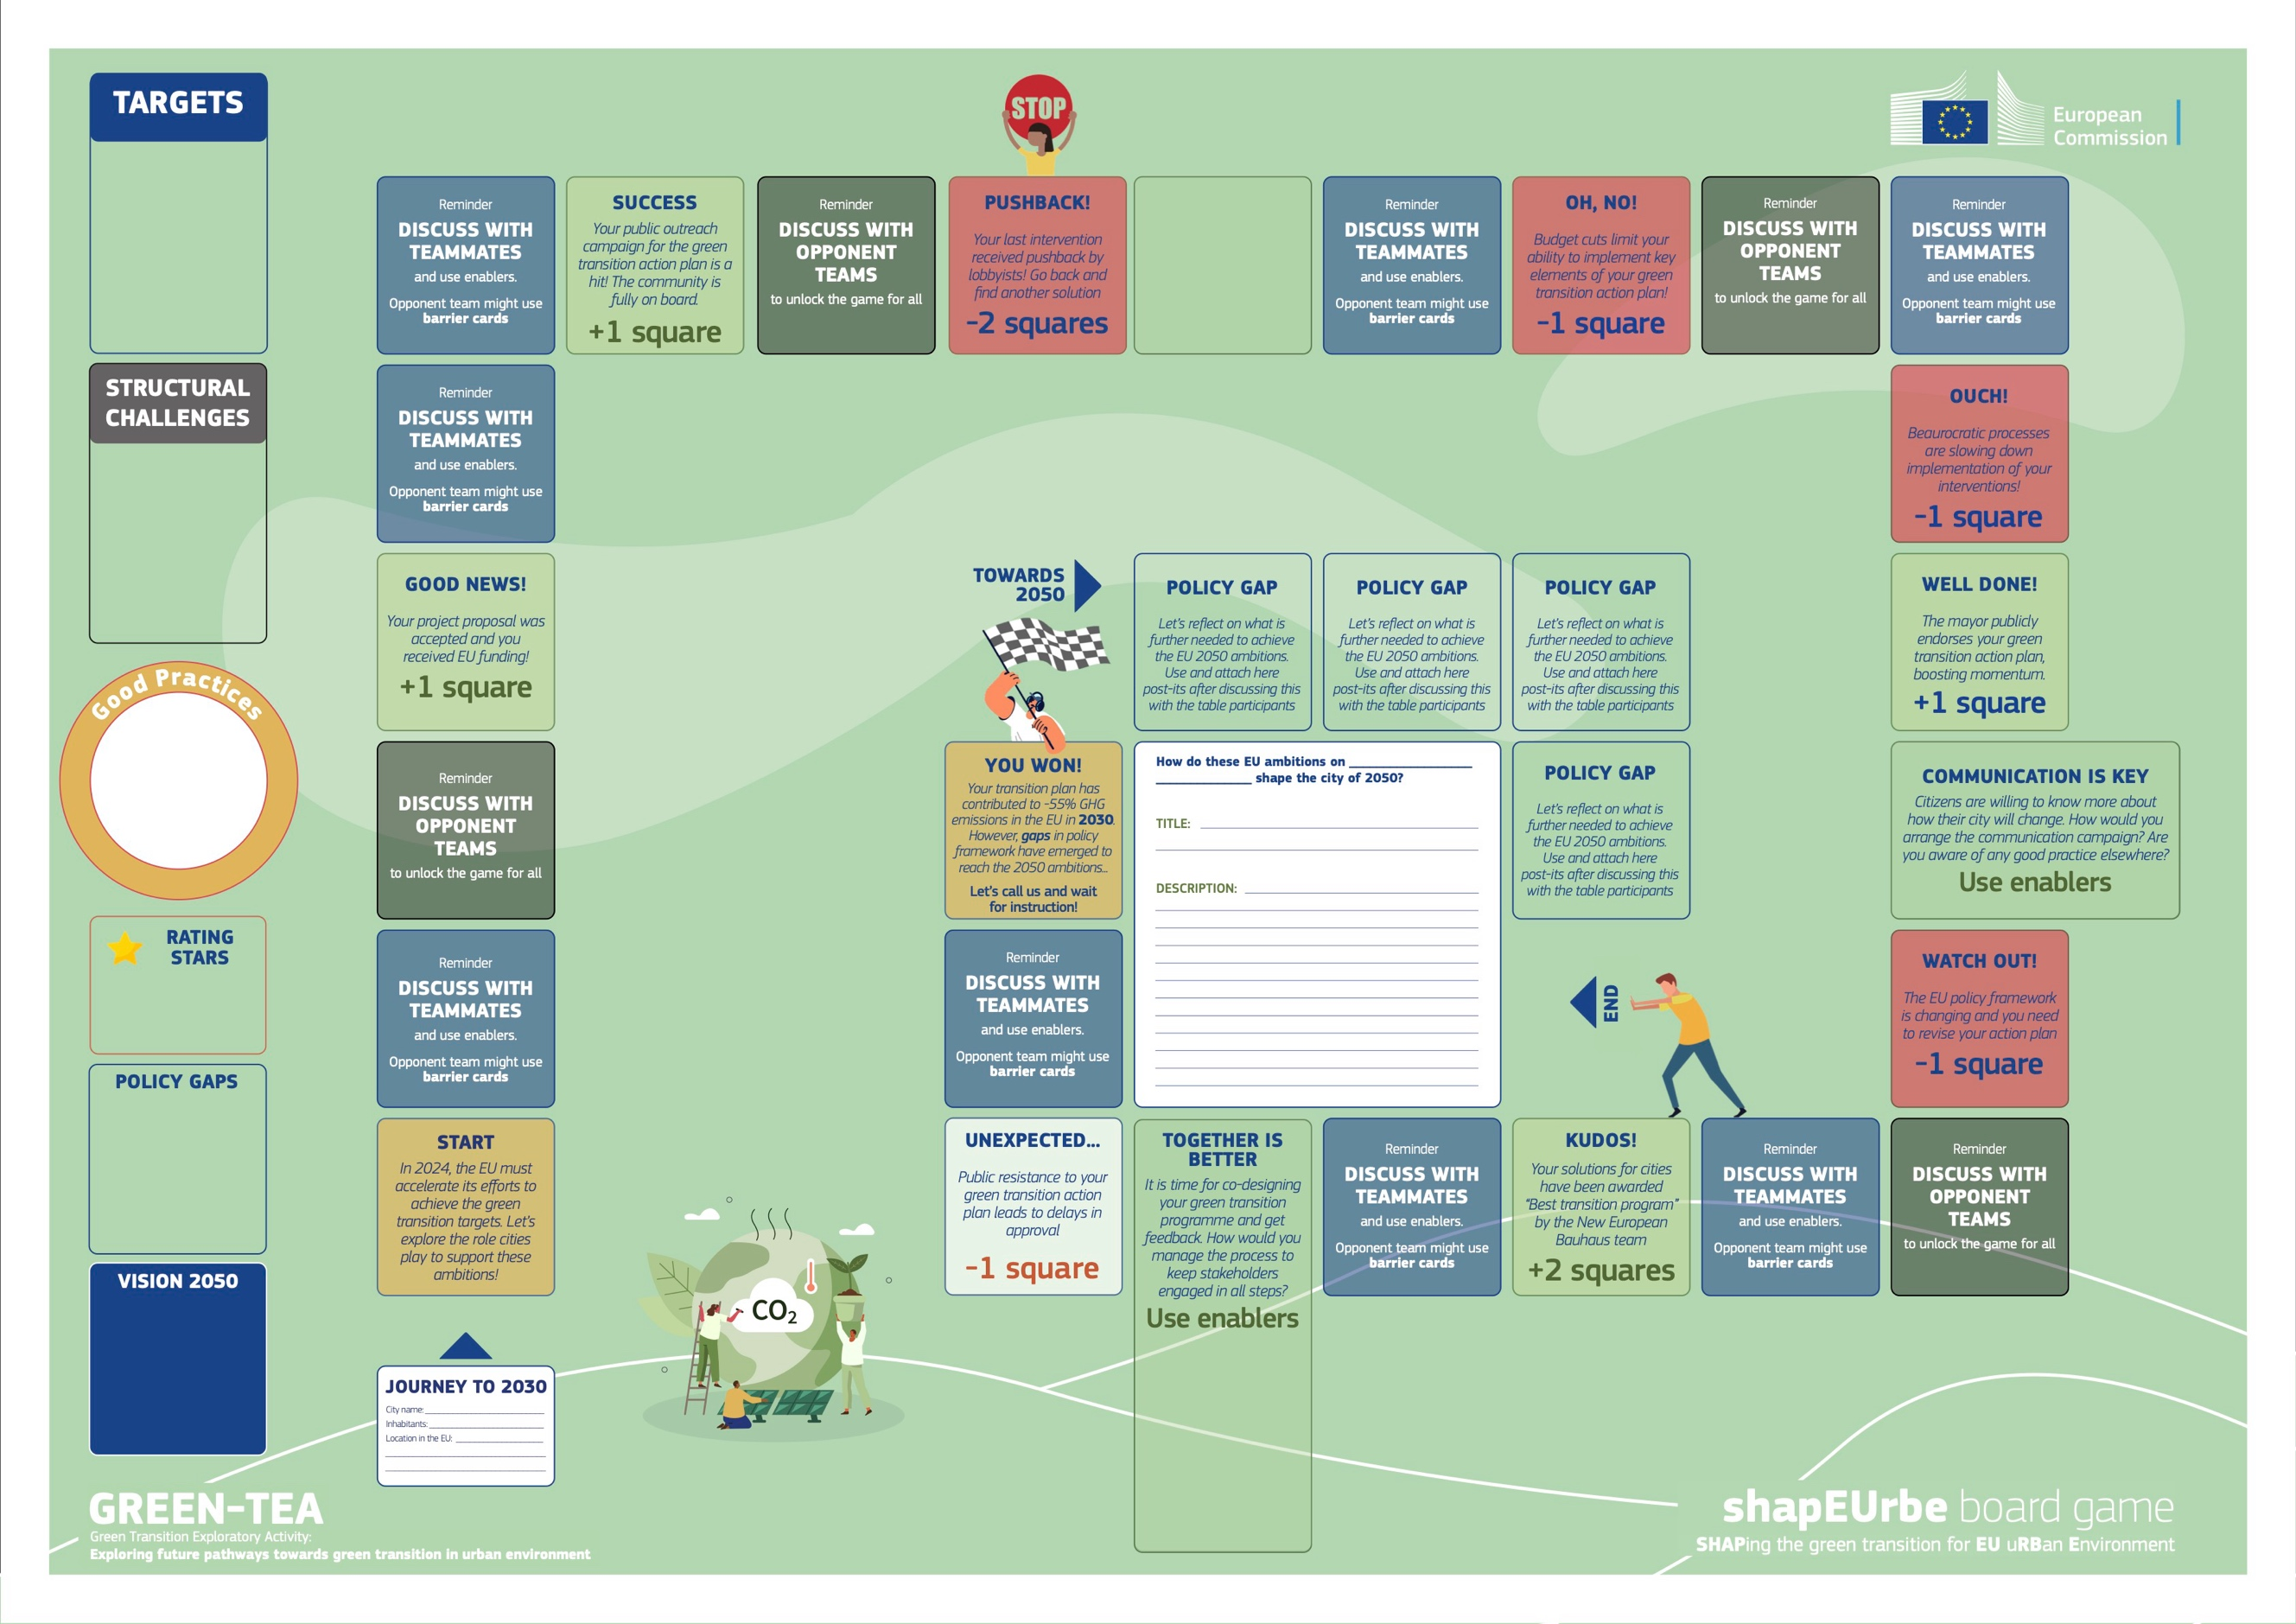 TARGETS
STRUCTURAL
CHALLENGES
Good Practices
RATING
STARS
POLICY GAPS
VISION 2050
STOP
European
Commission
Reminder
DISCUSS WITH
TEAMMATES
and use enablers.
Opponent team might use
barrier cards
SUCCESS
Your public outreach
campaign for the green
transition action plan is a
hit! The community is
fully on board.
+1 square
Reminder
DISCUSS WITH
OPPONENT
TEAMS
to unlock the game for all
PUSHBACK!
Your last intervention
received pushback by
lobbyists! Go back and
find another solution
-2 squares
Reminder
DISCUSS WITH
TEAMMATES
and use enablers.
Opponent team might use
barrier cards
OH, NO!
Budget cuts limit your
ability to implement key
elements of your green
transition action plan!
-1 square
Reminder
DISCUSS WITH
OPPONENT
TEAMS
to unlock the game for all
Reminder
DISCUSS WITH
TEAMMATES
and use enablers.
Opponent team might use
barrier cards
Reminder
DISCUSS WITH
TEAMMATES
and use enablers.
Opponent team might use
barrier cards
OUCH!
Beaurocratic processes
are slowing down
implementation of your
interventions!
-1 square
GOOD NEWS!
Your project proposal was
accepted and you
received EU funding!
+1 square
TOWARDS
2050
POLICY GAP
Let's reflect on what is
further needed to achieve
the EU 2050 ambitions.
Use and attach here
post-its after discussing this
with the table participants
POLICY GAP
Let's reflect on what is
further needed to achieve
the EU 2050 ambitions.
Use and attach here
post-its after discussing this
with the table participants
POLICY GAP
Let's reflect on what is
further needed to achieve
the EU 2050 ambitions.
Use and attach here
post-its after discussing this
with the table participants
WELL DONE!
The mayor publicly
endorses your green
transition action plan,
boosting momentum.
+1 square
Reminder
DISCUSS WITH
OPPONENT
TEAMS
to unlock the game for all
YOU WON!
Your transition plan has
contributed to -55% GHG
emissions in the EU in 2030.
However, gaps in policy
framework have emerged to
reach the 2050 ambitions...
Let's call us and wait
for instruction!
How do these EU ambitions on
shape the city of 2050?
TITLE:
DESCRIPTION:
POLICY GAP
Let's reflect on what is
further needed to achieve
the EU 2050 ambitions.
Use and attach here
post-its after discussing this
with the table participants
COMMUNICATION IS KEY
Citizens are willing to know more about
how their city will change. How would you
arrange the communication campaign? Are
you aware of any good practice elsewhere?
Use enablers
Reminder
DISCUSS WITH
TEAMMATES
and use enablers.
Opponent team might use
barrier cards
Reminder
DISCUSS WITH
TEAMMATES
and use enablers.
Opponent team might use
barrier cards
END
WATCH OUT!
The EU policy framework
is changing and you need
to revise your action plan
-1 square
START
In 2024, the EU must
accelerate its efforts to
achieve the green
transition targets. Let's
explore the role cities
play to support these
ambitions!
UNEXPECTED...
Public resistance to your
green transition action
plan leads to delays in
approval
-1 square
TOGETHER IS
BETTER
It is time for co-designing
your green transition
programme and get
feedback. How would you
manage the process to
keep stakeholders
engaged in all steps?
Use enablers
Reminder
DISCUSS WITH
TEAMMATES
and use enablers.
Opponent team might use
barrier cards
KUDOS!
Your solutions for cities
have been awarded
“Best transition program”
by the New European
Bauhaus team
+2 squares
Reminder
DISCUSS WITH
TEAMMATES
and use enablers.
Opponent team might use
barrier cards
Reminder
DISCUSS WITH
OPPONENT
TEAMS
to unlock the game for all
CO2
JOURNEY TO 2030
City name:
Inhabitants:
Location in the EU:
GREEN-TEA
Green Transition Exploratory Activity:
Exploring future pathways towards green transition in urban environment
shapEUrbe board game
SHAPing the green transition for EU uRBan Environment